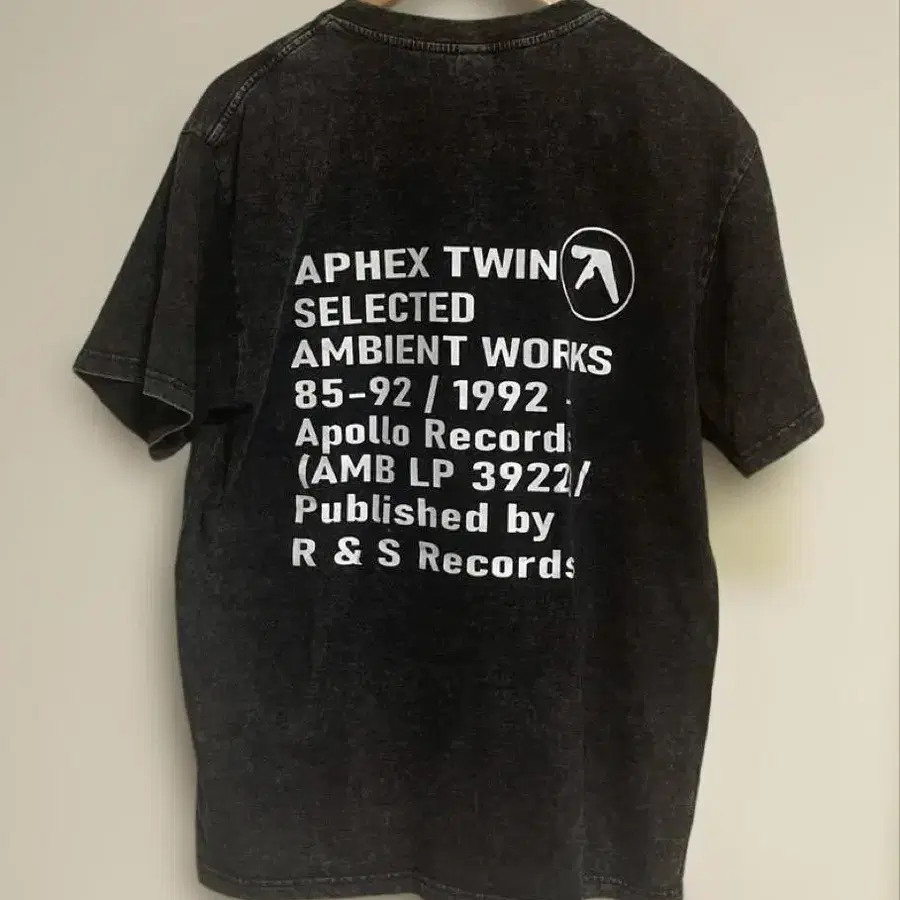 APHEX TWIN
SELECTED
AMBIENT WORKS
85-92 / 1992 -
Apollo Records
(AMB LP 3922/
Published by
R & S Records